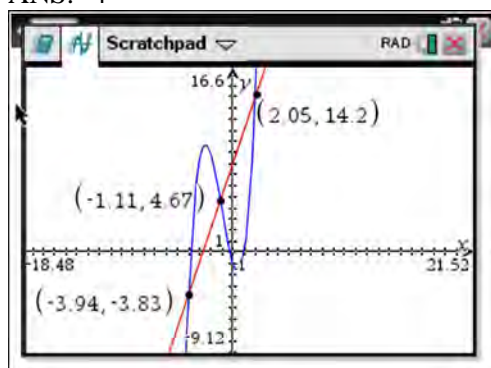 Scratchpad RAD
16.6 y
(2.05, 14.2)
(-1.11, 4.67)
1 x
-18.48 1 21.52
(-3.94, -3.83)
-9.12